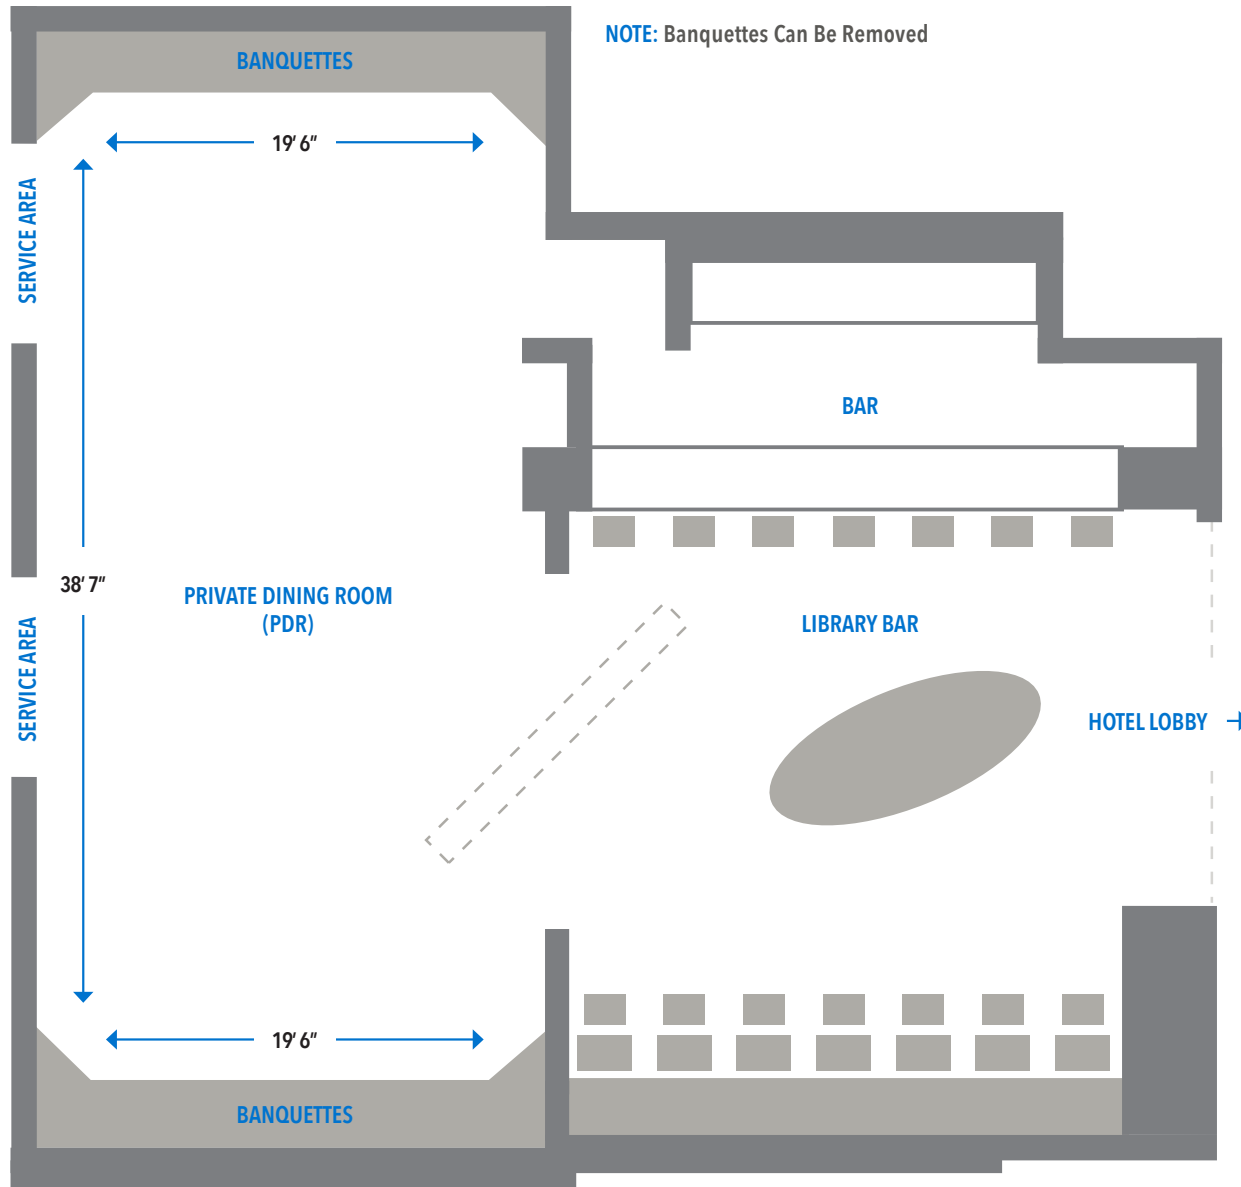 NOTE: Banquettes Can Be Removed
BANQUETTES
19' 6"
SERVICE AREA
BAR
38' 7"
PRIVATE DINING ROOM
(PDR)
LIBRARY BAR
SERVICE AREA
HOTEL LOBBY
19' 6"
BANQUETTES